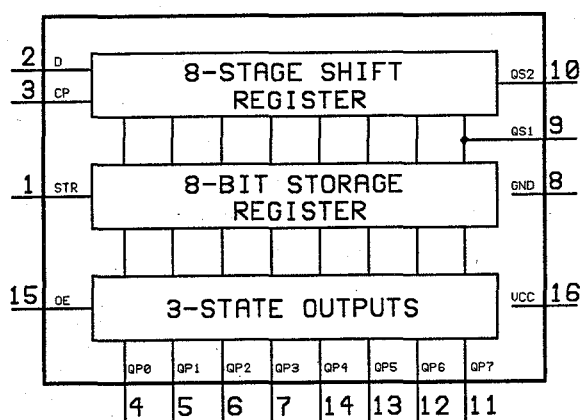 2 D
8-STAGE SHIFT
REGISTER
QS2 10
3 CP
QS1 9
1 STR
8-BIT STORAGE
REGISTER
GND 8
15 OE
3-STATE OUTPUTS
VCC 16
QP0 QP1 QP2 QP3 QP4 QP5 QP6 QP7
4 5 6 7 14 13 12 11